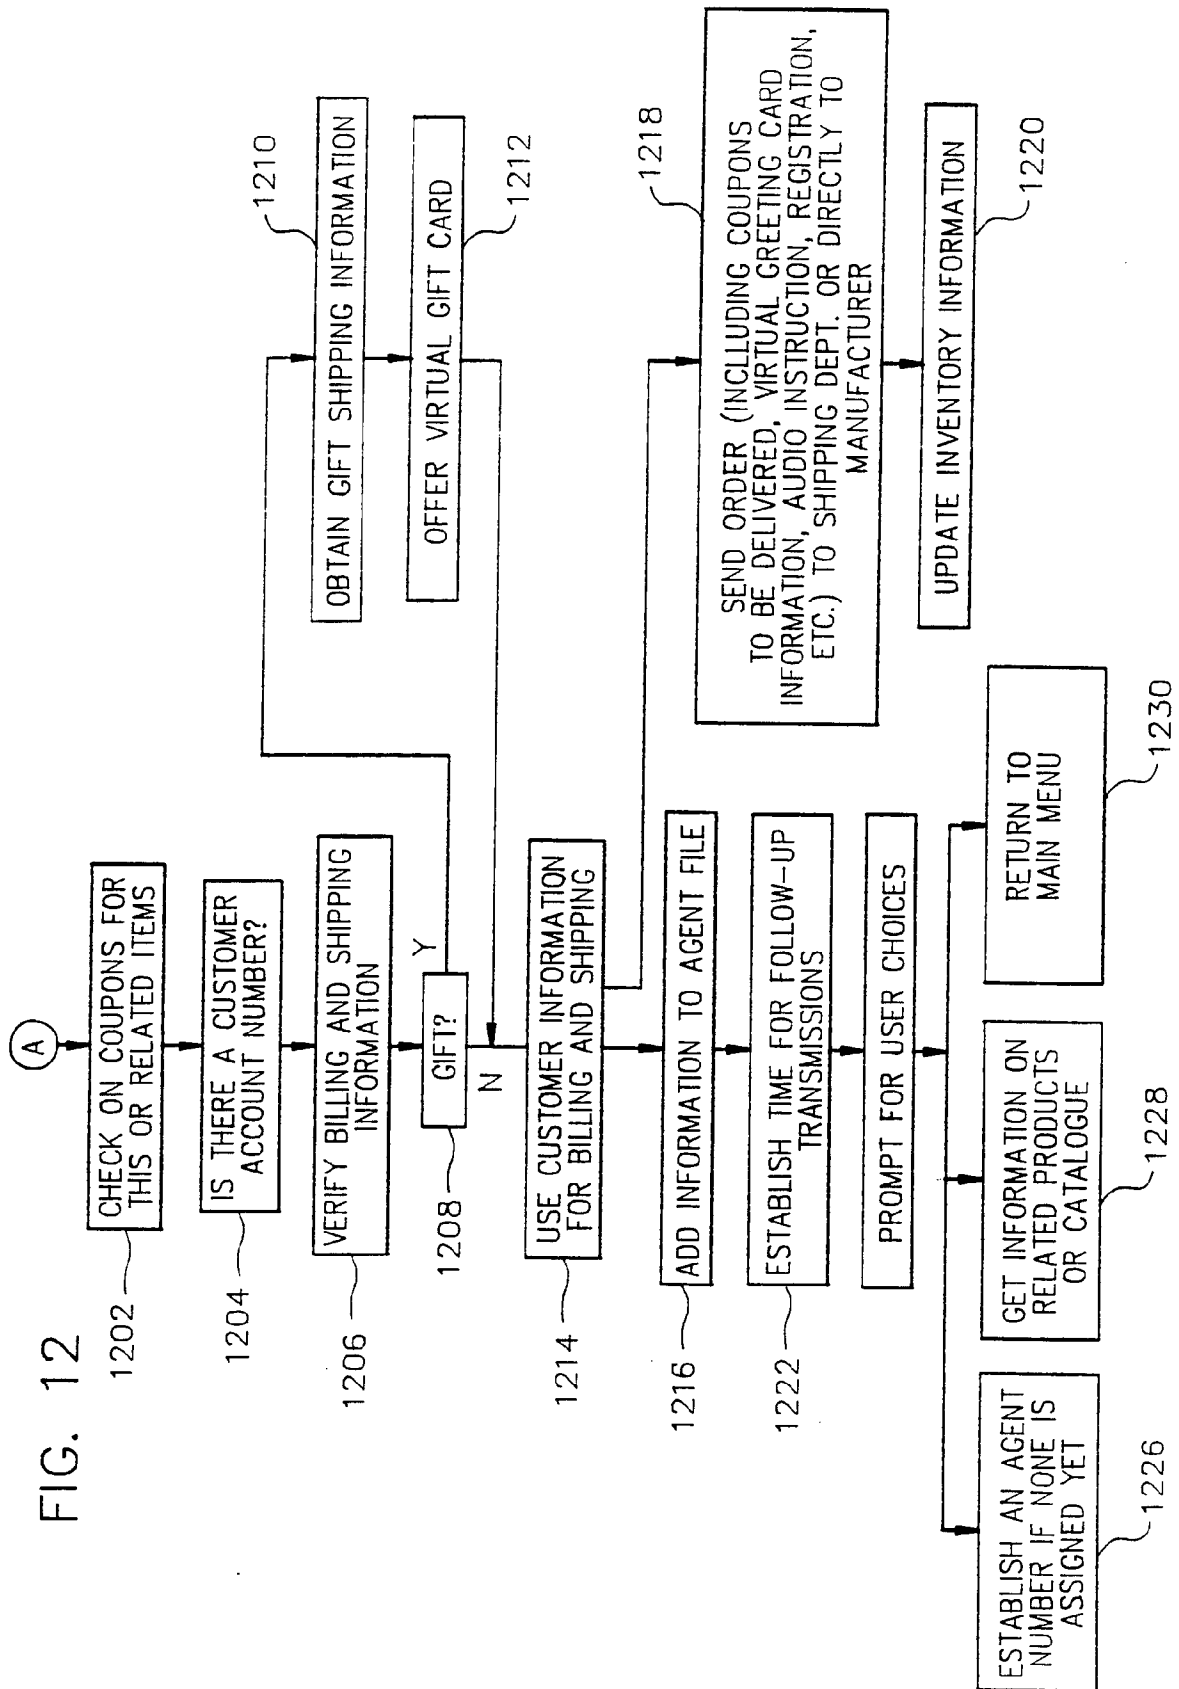 FIG. 12
A
CHECK ON COUPONS FOR
THIS OR RELATED ITEMS
1202
IS THERE A CUSTOMER
ACCOUNT NUMBER?
1204
VERIFY BILLING AND SHIPPING
INFORMATION
1206
GIFT?
1208
Y
N
OBTAIN GIFT SHIPPING INFORMATION
1210
OFFER VIRTUAL GIFT CARD
1212
USE CUSTOMER INFORMATION
FOR BILLING AND SHIPPING
1214
ADD INFORMATION TO AGENT FILE
1216
SEND ORDER (INCLUDING COUPONS
TO BE DELIVERED, VIRTUAL GREETING CARD
INFORMATION, AUDIO INSTRUCTION, REGISTRATION,
ETC.) TO SHIPPING DEPT. OR DIRECTLY TO
MANUFACTURER
1218
UPDATE INVENTORY INFORMATION
1220
ESTABLISH TIME FOR FOLLOW-UP
TRANSMISSIONS
1222
PROMPT FOR USER CHOICES
ESTABLISH AN AGENT
NUMBER IF NONE IS
ASSIGNED YET
1226
GET INFORMATION ON
RELATED PRODUCTS
OR CATALOGUE
1228
RETURN TO
MAIN MENU
1230